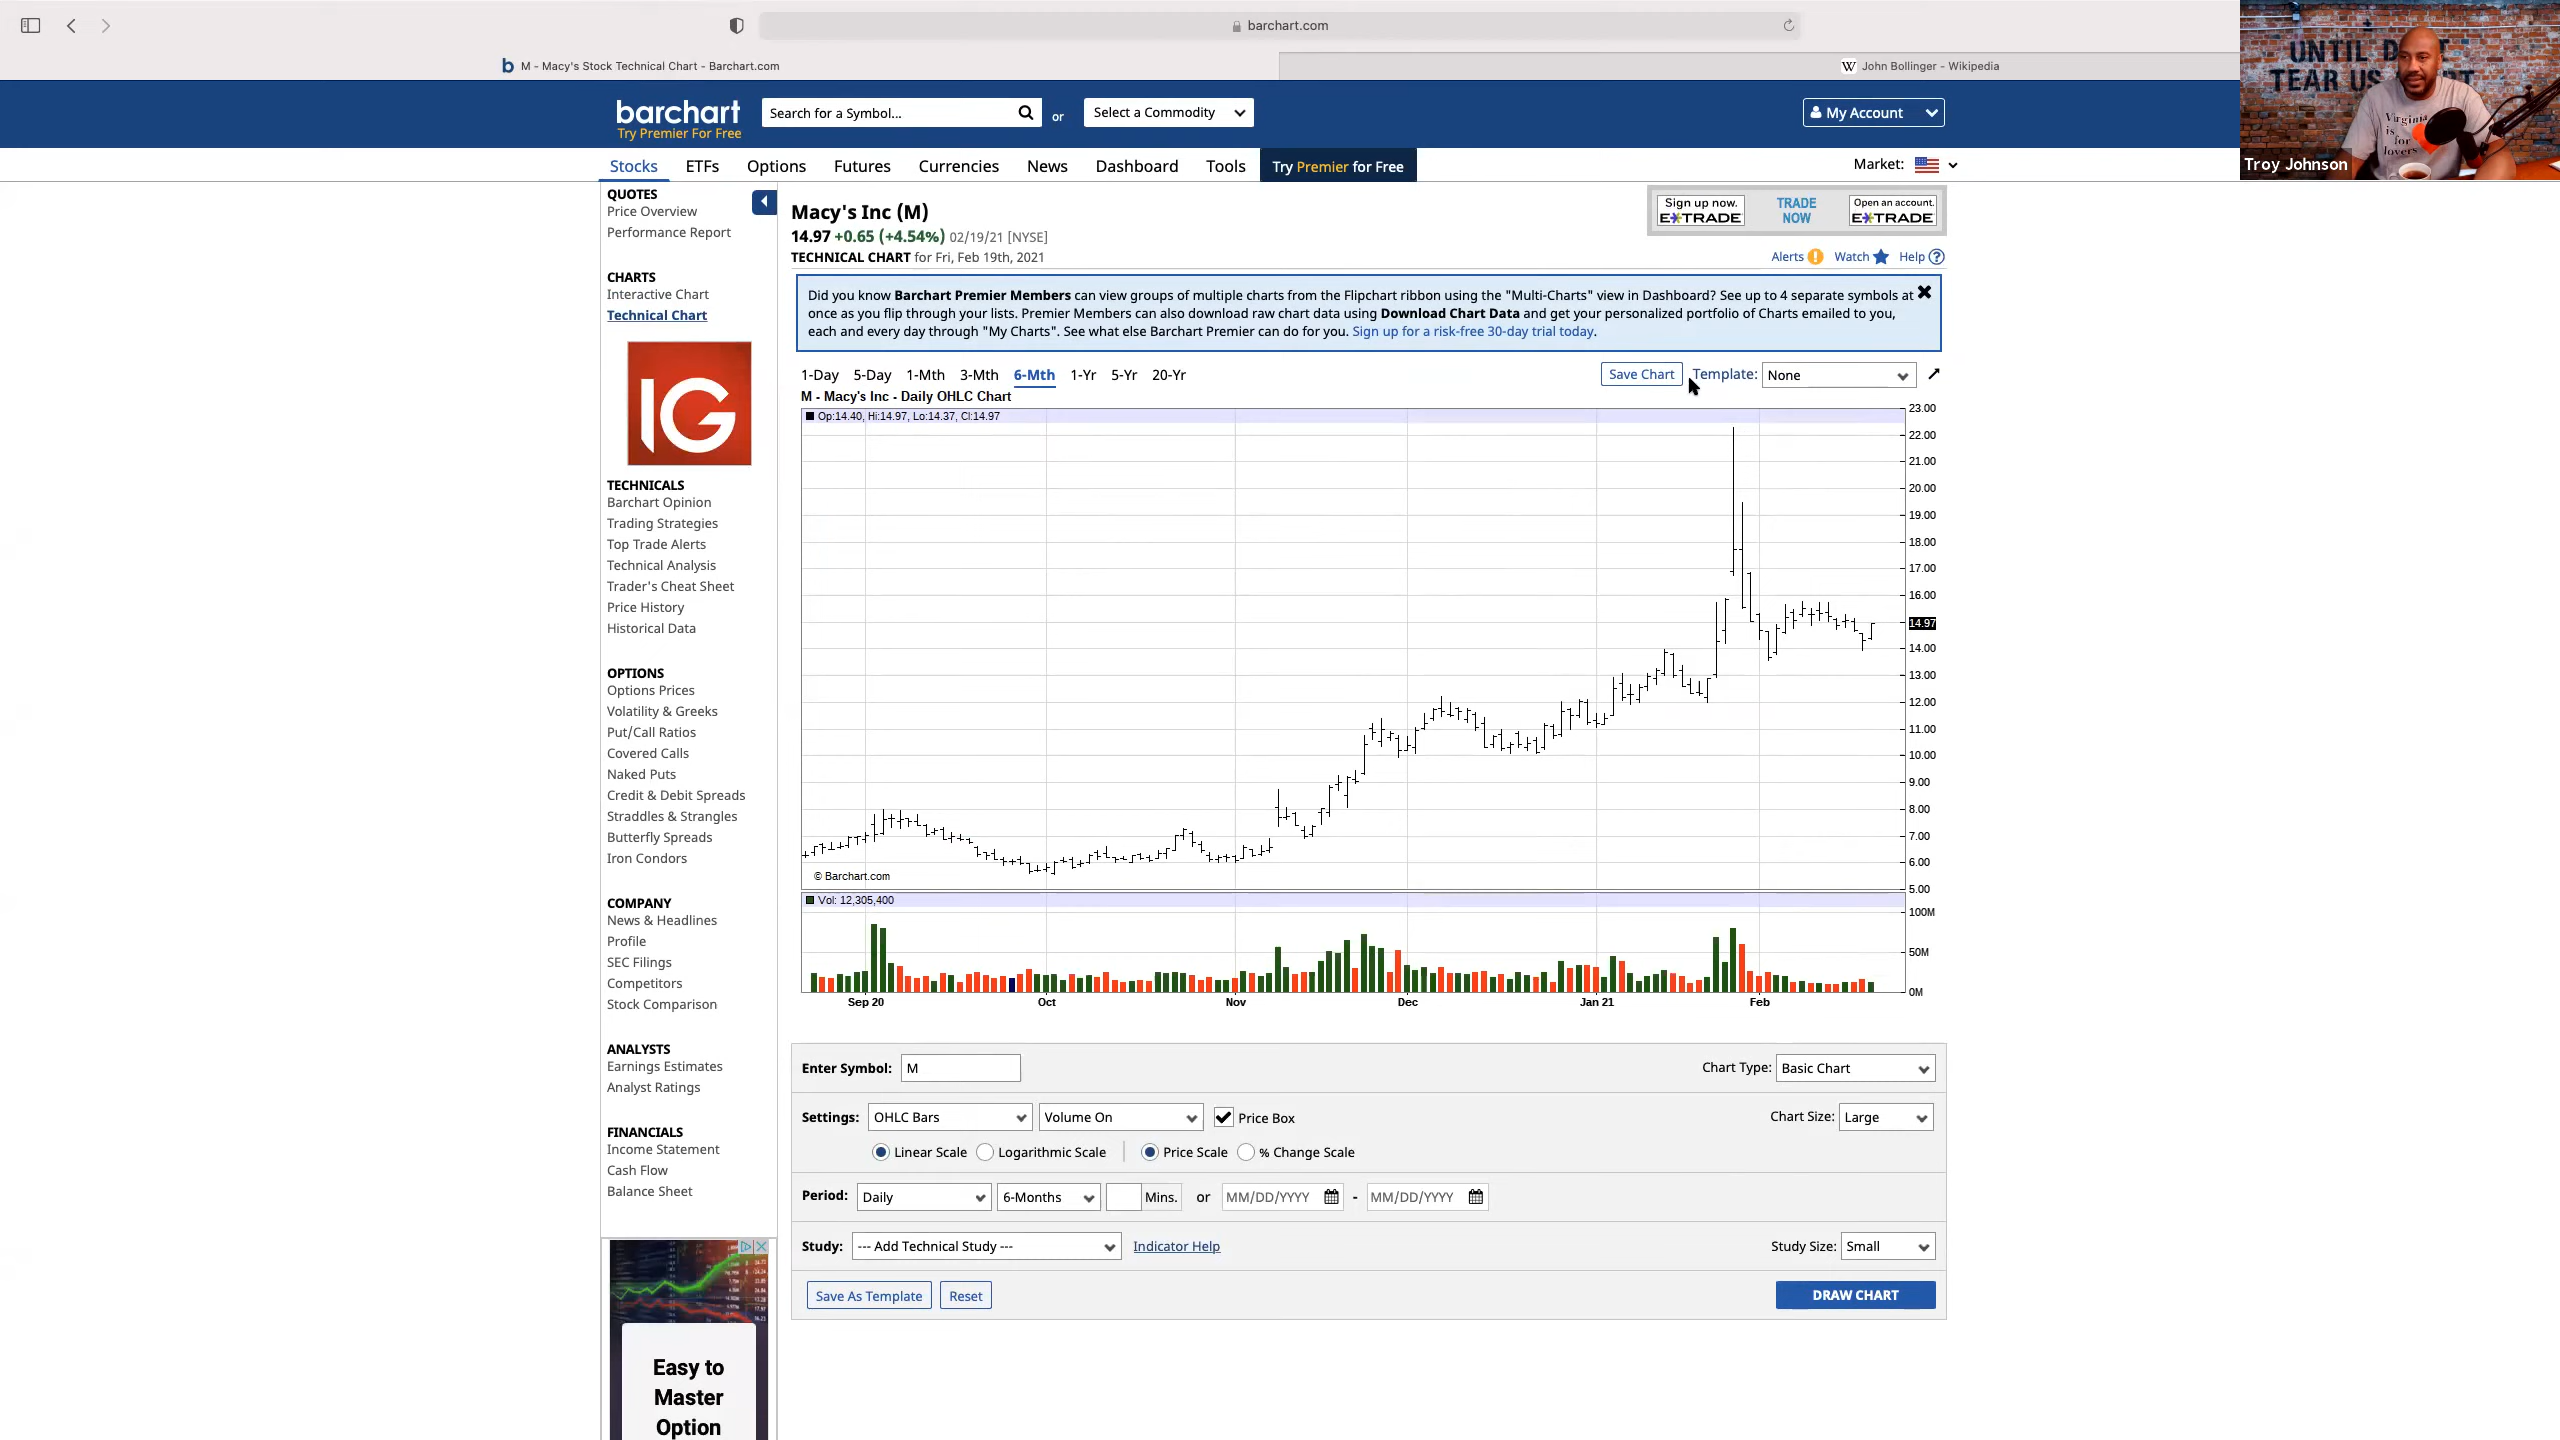 barchart.com
M - Macy's Stock Technical Chart - Barchart.com
John Bollinger - Wikipedia
Troy Johnson
barchart
Try Premier For Free
Search for a Symbol...
or
Select a Commodity
My Account
Stocks
ETFs
Options
Futures
Currencies
News
Dashboard
Tools
Try Premier for Free
Market:
QUOTES
Price Overview
Performance Report
CHARTS
Interactive Chart
Technical Chart
IG
TECHNICALS
Barchart Opinion
Trading Strategies
Top Trade Alerts
Technical Analysis
Trader's Cheat Sheet
Price History
Historical Data
OPTIONS
Options Prices
Volatility & Greeks
Put/Call Ratios
Covered Calls
Naked Puts
Credit & Debit Spreads
Straddles & Strangles
Butterfly Spreads
Iron Condors
COMPANY
News & Headlines
Profile
SEC Filings
Competitors
Stock Comparison
ANALYSTS
Earnings Estimates
Analyst Ratings
FINANCIALS
Income Statement
Cash Flow
Balance Sheet
Easy to
Master
Option
Macy's Inc (M)
14.97 +0.65 (+4.54%) 02/19/21 [NYSE]
TECHNICAL CHART for Fri, Feb 19th, 2021
Sign up now.
E*TRADE
TRADE
NOW
Open an account.
E*TRADE
Alerts
Watch
Help
Did you know Barchart Premier Members can view groups of multiple charts from the Flipchart ribbon using the "Multi-Charts" view in Dashboard? See up to 4 separate symbols at
once as you flip through your lists. Premier Members can also download raw chart data using Download Chart Data and get your personalized portfolio of Charts emailed to you,
each and every day through "My Charts". See what else Barchart Premier can do for you. Sign up for a risk-free 30-day trial today.
1-Day
5-Day
1-Mth
3-Mth
6-Mth
1-Yr
5-Yr
20-Yr
Save Chart
Template:
None
M - Macy's Inc - Daily OHLC Chart
Op:14.40, Hi:14.97, Lo:14.37, Cl:14.97
23.00
22.00
21.00
20.00
19.00
18.00
17.00
16.00
14.97
14.00
13.00
12.00
11.00
10.00
9.00
8.00
7.00
6.00
5.00
© Barchart.com
Vol: 12,305,400
100M
50M
0M
Sep 20
Oct
Nov
Dec
Jan 21
Feb
Enter Symbol:
M
Chart Type:
Basic Chart
Settings:
OHLC Bars
Volume On
Price Box
Chart Size:
Large
Linear Scale
Logarithmic Scale
Price Scale
% Change Scale
Period:
Daily
6-Months
Mins.
or
MM/DD/YYYY
-
MM/DD/YYYY
Study:
--- Add Technical Study ---
Indicator Help
Study Size:
Small
Save As Template
Reset
DRAW CHART
UNTIL
TEAR US
Virginia
is
for
lovers